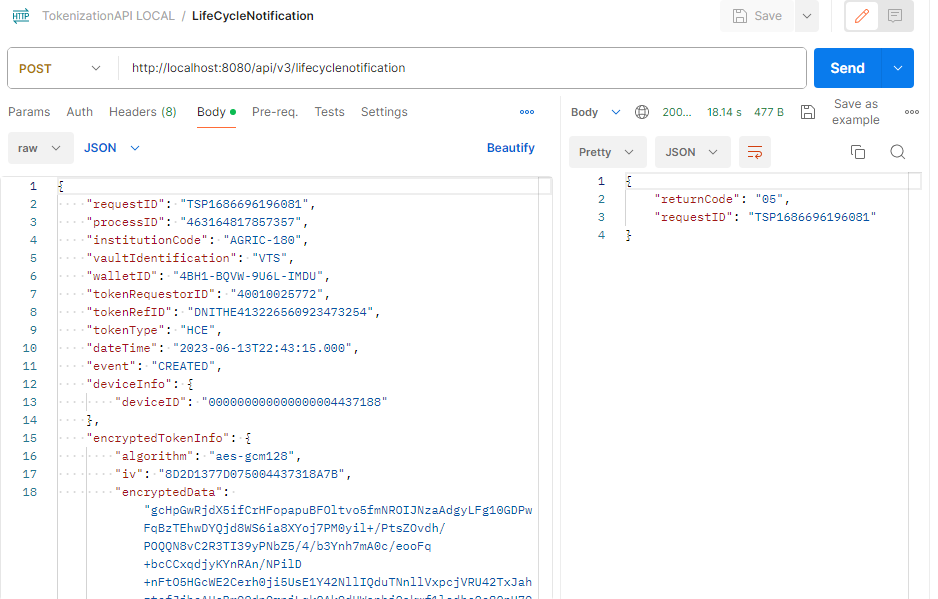 HTTP TokenizationAPI LOCAL / LifeCycleNotification Save
POST http://localhost:8080/api/v3/lifecyclenotification Send
Params Auth Headers (8) Body Pre-req. Tests Settings
raw JSON Beautify
1 {
2 "requestID": "TSP1686696196081",
3 "processID": "463164817857357",
4 "institutionCode": "AGRIC-180",
5 "vaultIdentification": "VTS",
6 "walletID": "4BH1-BQVW-9U6L-IMDU",
7 "tokenRequestorID": "40010025772",
8 "tokenRefID": "DNITHE413226560923473254",
9 "tokenType": "HCE",
10 "dateTime": "2023-06-13T22:43:15.000",
11 "event": "CREATED",
12 "deviceInfo": {
13 "deviceID": "000000000000000004437188"
14 },
15 "encryptedTokenInfo": {
16 "algorithm": "aes-gcm128",
17 "iv": "8D2D1377D075004437318A7B",
18 "encryptedData":
"gcHpGwRjdX5ifCrHFopapuBFOltvo5fmNROIJNzaAdgyLFg10GDPw
FqBzTEhwDYQjd8WS6ia8XYoj7PM0yil+/PtsZOvdh/
POQQN8vC2R3TI39yPNbZ5/4/b3Ynh7mA0c/eooFq
+bcCCxqdjyKYnRAn/NPilD
+nFtO5HGcWE2Cerh0ji5UsE1Y42NllIQduTNnllVxpcjVRU42TxJah
Body 200... 18.14 s 477 B Save as
example
Pretty JSON
1 {
2 "returnCode": "05",
3 "requestID": "TSP1686696196081"
4 }